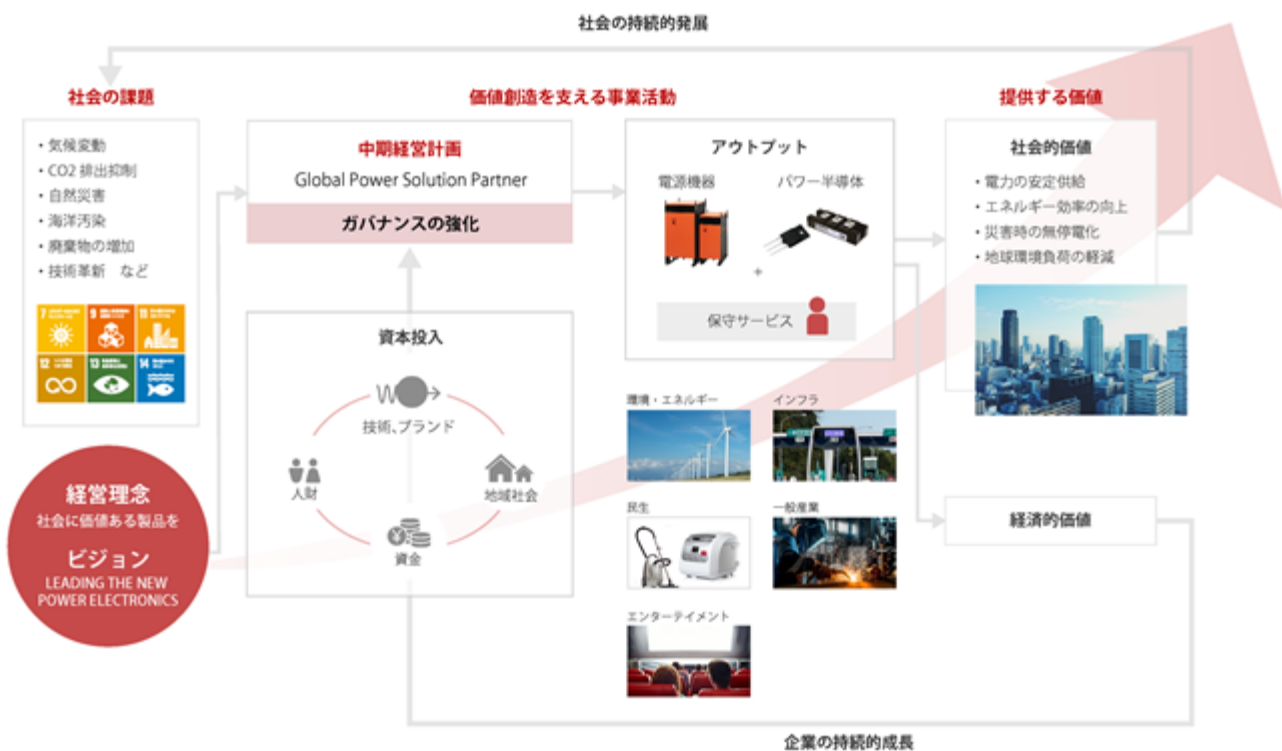 社会の持続的発展
社会の課題
価値創造を支える事業活動
提供する価値
・気候変動
・CO2 排出抑制
・自然災害
・海洋汚染
・廃棄物の増加
・技術革新 など
7
9
11
12
13
14
中期経営計画
Global Power Solution Partner
ガバナンスの強化
アウトプット
電源機器
パワー半導体
+
保守サービス
社会的価値
・電力の安定供給
・エネルギー効率の向上
・災害時の無停電化
・地球環境負荷の軽減
資本投入
技術、ブランド
人財
地域社会
資金
環境・エネルギー
インフラ
民生
一般産業
エンターテイメント
経済的価値
経営理念
社会に価値ある製品を
ビジョン
LEADING THE NEW
POWER ELECTRONICS
企業の持続的成長